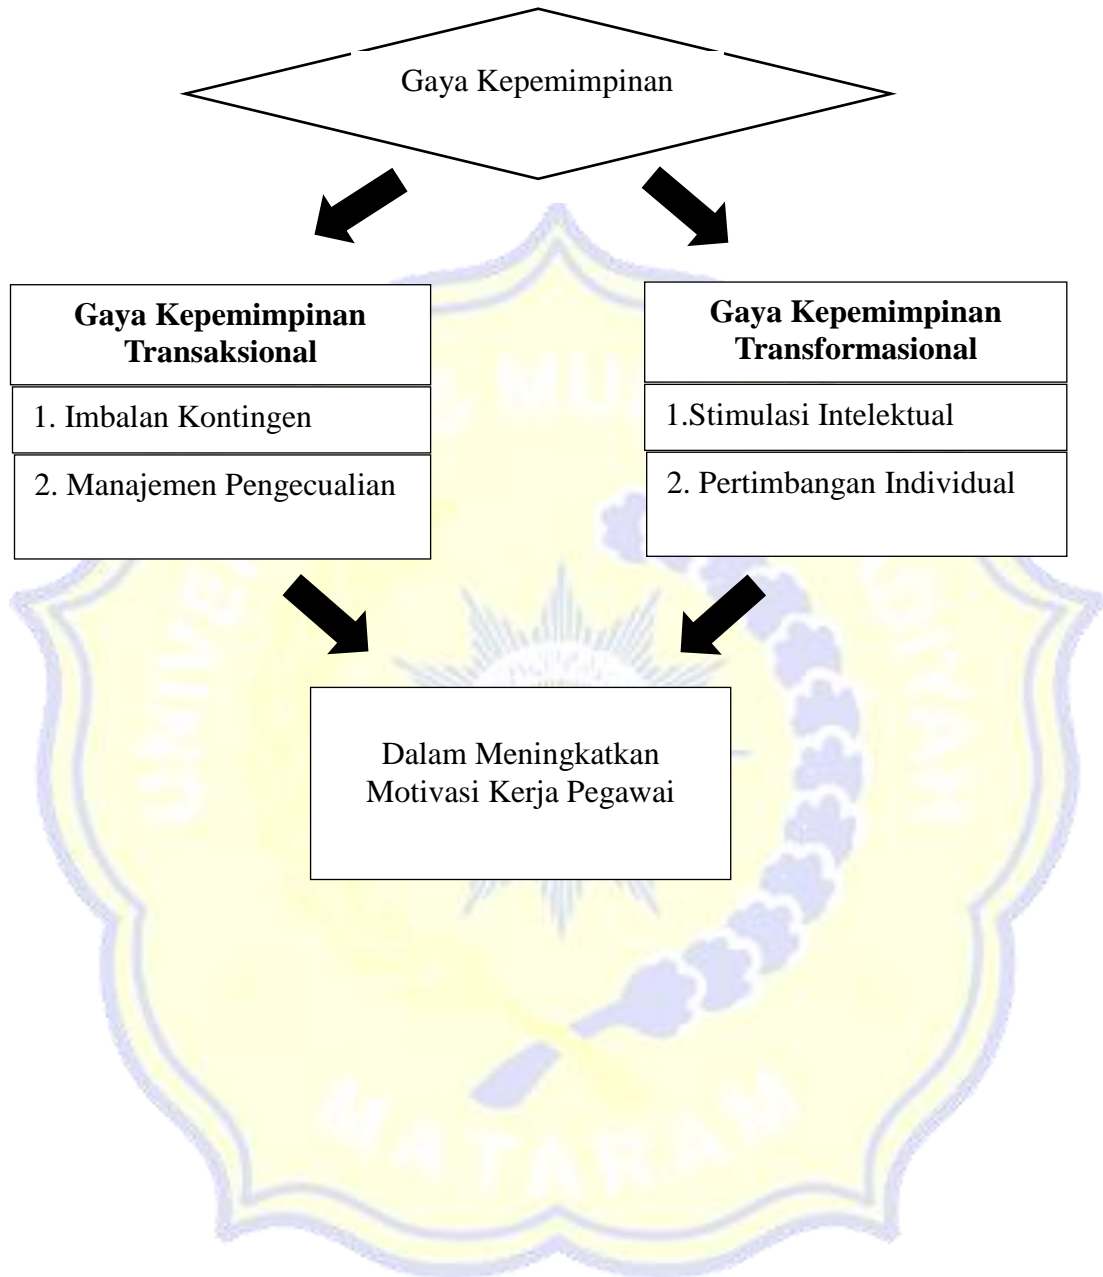 Gaya Kepemimpinan
Gaya Kepemimpinan
Transaksional
1. Imbalan Kontingen
2. Manajemen Pengecualian
Gaya Kepemimpinan
Transformasional
1.Stimulasi Intelektual
2. Pertimbangan Individual
Dalam Meningkatkan
Motivasi Kerja Pegawai
MATARAM